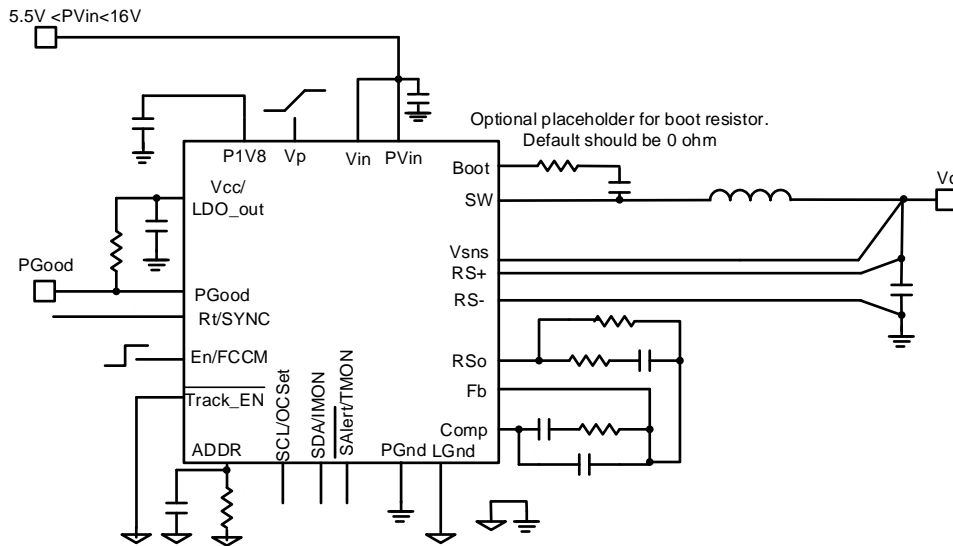 5.5V <PVin<16V
Optional placeholder for boot resistor.
Default should be 0 ohm
P1V8
Vp
Vin
PVin
Boot
Vcc/
LDO_out
SW
Vsns
RS+
RS-
PGood
PGood
Rt/SYNC
En/FCCM
Track_EN
ADDR
SCL/OCSet
SDA/IMON
SAlert/TMON
PGnd
LGnd
RSo
Fb
Comp